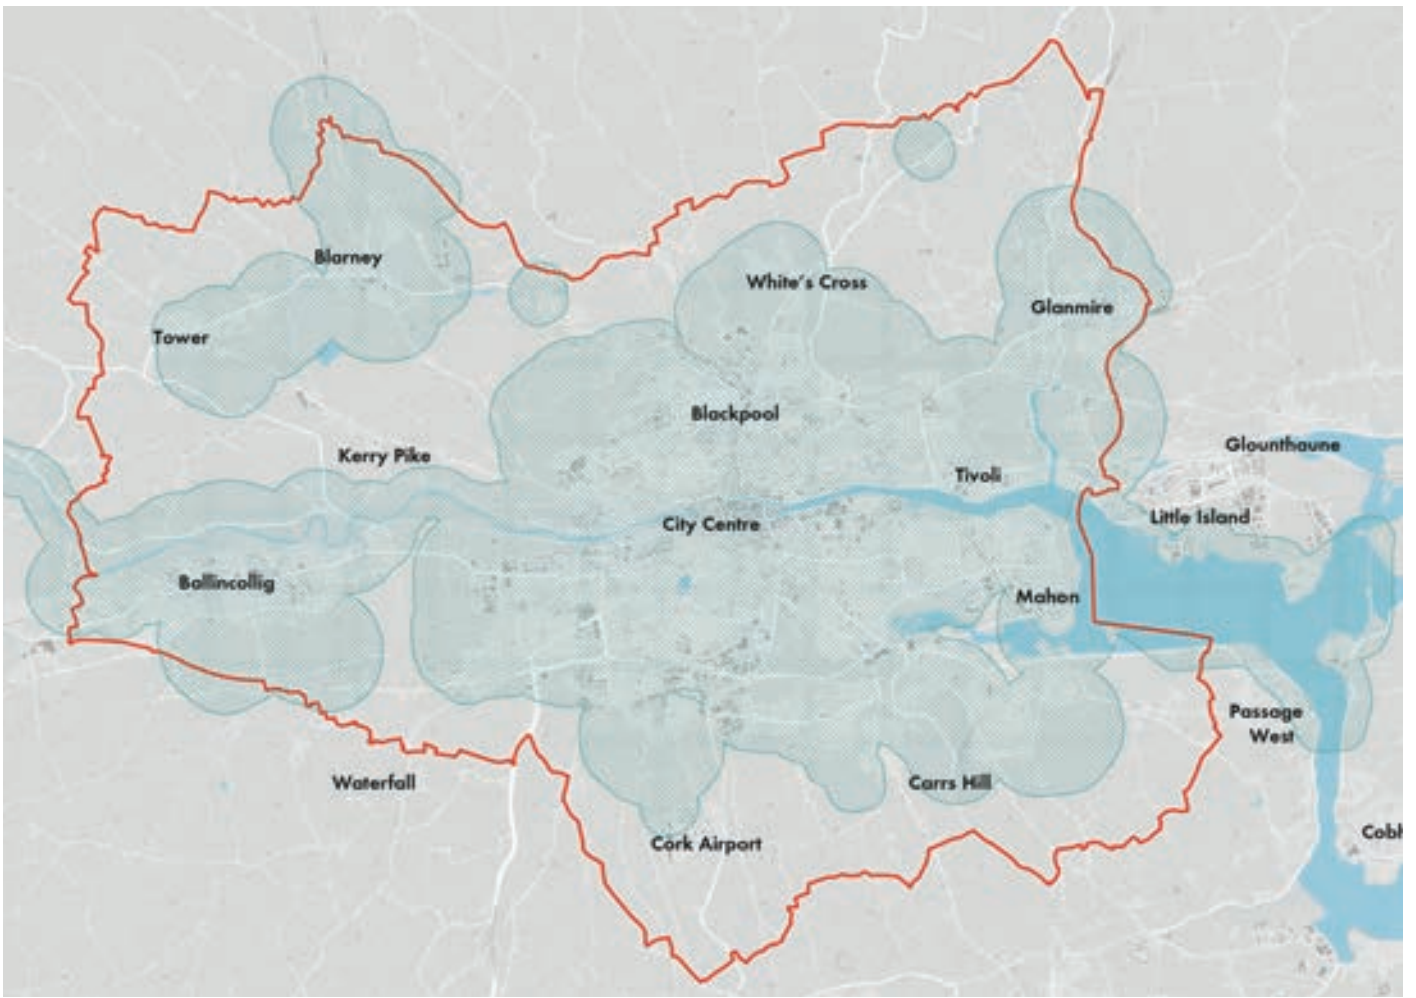 Blarney
White's Cross
Glanmire
Tower
Blackpool
Kerry Pike
Glounthaune
Tivoli
Little Island
City Centre
Ballincollig
Mahon
Passage
West
Waterfall
Carrs Hill
Cork Airport
Cobh